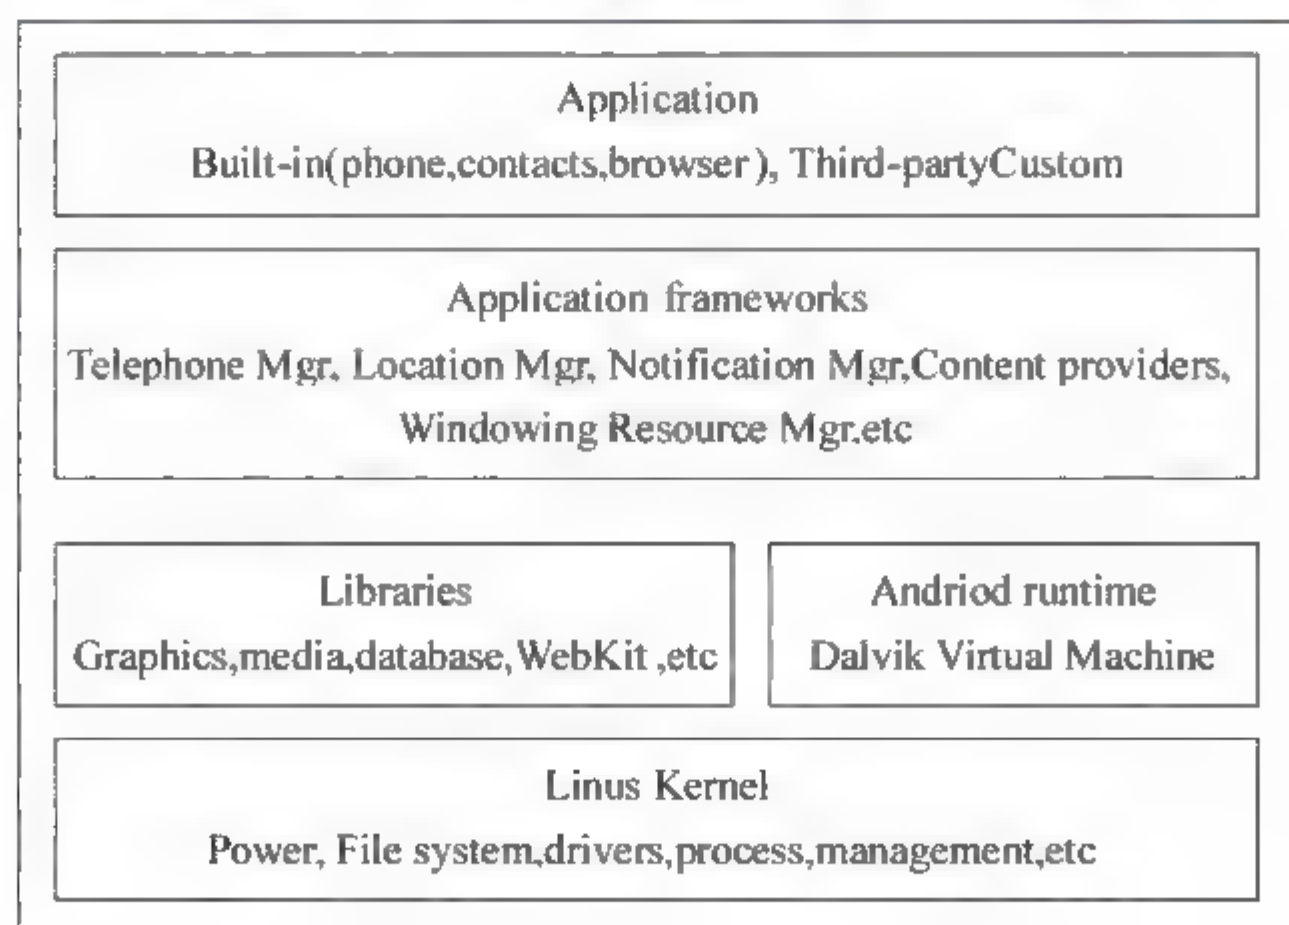 Application
Built-in(phone,contacts,browser), Third-partyCustom
Application frameworks
Telephone Mgr, Location Mgr, Notification Mgr,Content providers,
Windowing Resource Mgr,etc
Libraries
Graphics,media,database,WebKit ,etc
Andriod runtime
Dalvik Virtual Machine
Linus Kernel
Power, File system,drivers,process,management,etc